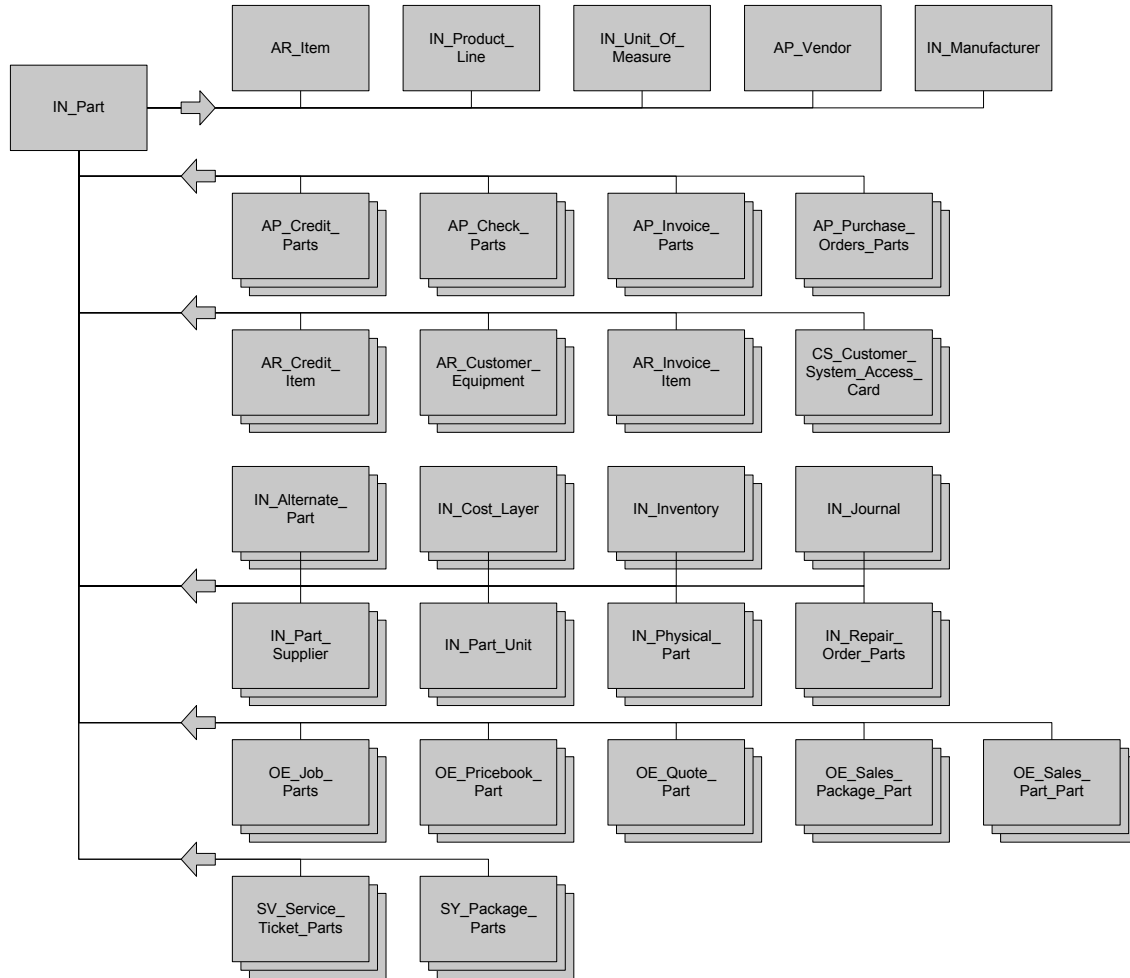 AR_Item
IN_Product_
Line
IN_Unit_Of_
Measure
AP_Vendor
IN_Manufacturer
IN_Part
AP_Credit_
Parts
AP_Check_
Parts
AP_Invoice_
Parts
AP_Purchase_
Orders_Parts
AR_Credit_
Item
AR_Customer_
Equipment
AR_Invoice_
Item
CS_Customer_
System_Access_
Card
IN_Alternate_
Part
IN_Cost_Layer
IN_Inventory
IN_Journal
IN_Part_
Supplier
IN_Part_Unit
IN_Physical_
Part
IN_Repair_
Order_Parts
OE_Job_
Parts
OE_Pricebook_
Part
OE_Quote_
Part
OE_Sales_
Package_Part
OE_Sales_
Part_Part
SV_Service_
Ticket_Parts
SY_Package_
Parts